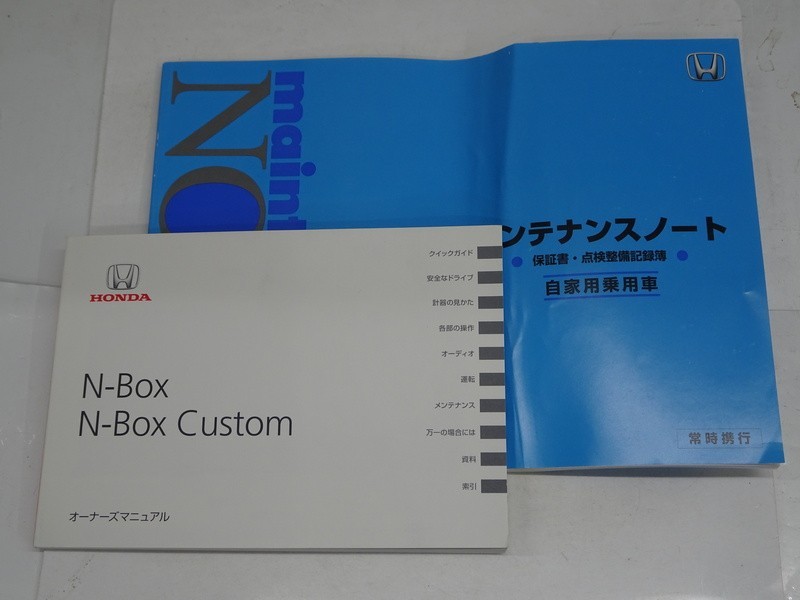 HONDA
N-Box
N-Box Custom
オーナーズマニュアル
クイックガイド
安全なドライブ
計器の見かた
各部の操作
オーディオ
運転
メンテナンス
万一の場合には
資料
索引
ンテナンスノート
保証書・点検整備記録簿
自家用乗用車
常時携行